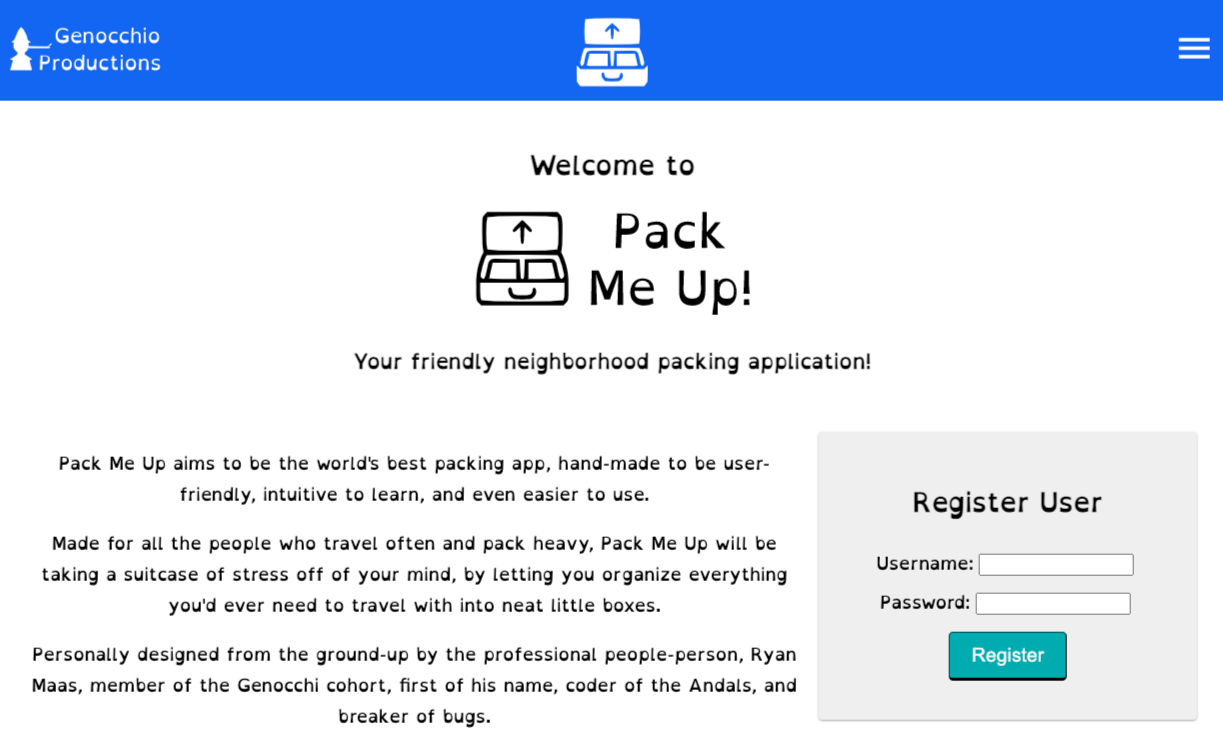 Genocchio
Productions
Welcome to
Pack
Me Up!
Your friendly neighborhood packing application!
Pack Me Up aims to be the world's best packing app, hand-made to be user-
friendly, intuitive to learn, and even easier to use.
Made for all the people who travel often and pack heavy, Pack Me Up will be
taking a suitcase of stress off of your mind, by letting you organize everything
you'd ever need to travel with into neat little boxes.
Personally designed from the ground-up by the professional people-person, Ryan
Maas, member of the Genocchi cohort, first of his name, coder of the Andals, and
breaker of bugs.
Register User
Username:
Password:
Register